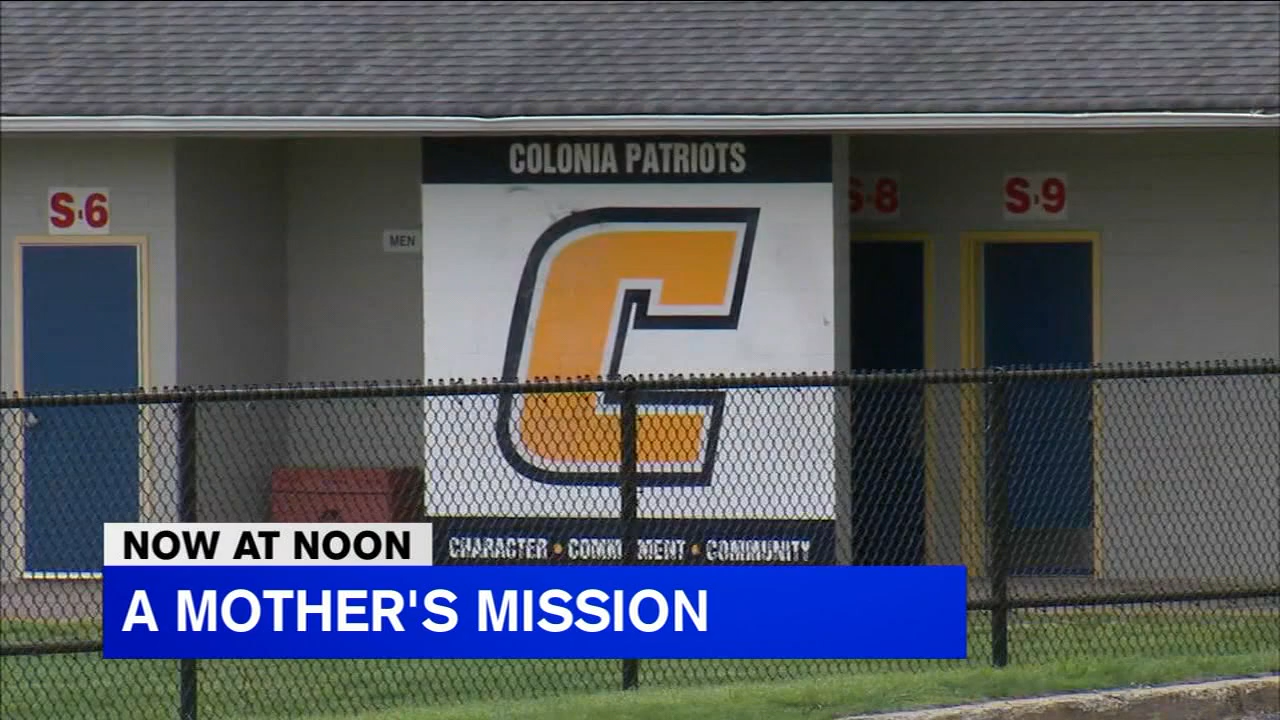 COLONIA PATRIOTS
S-6
MEN
C
S-8
S-9
CHARACTER • COMMITMENT • COMMUNITY
NOW AT NOON
A MOTHER'S MISSION